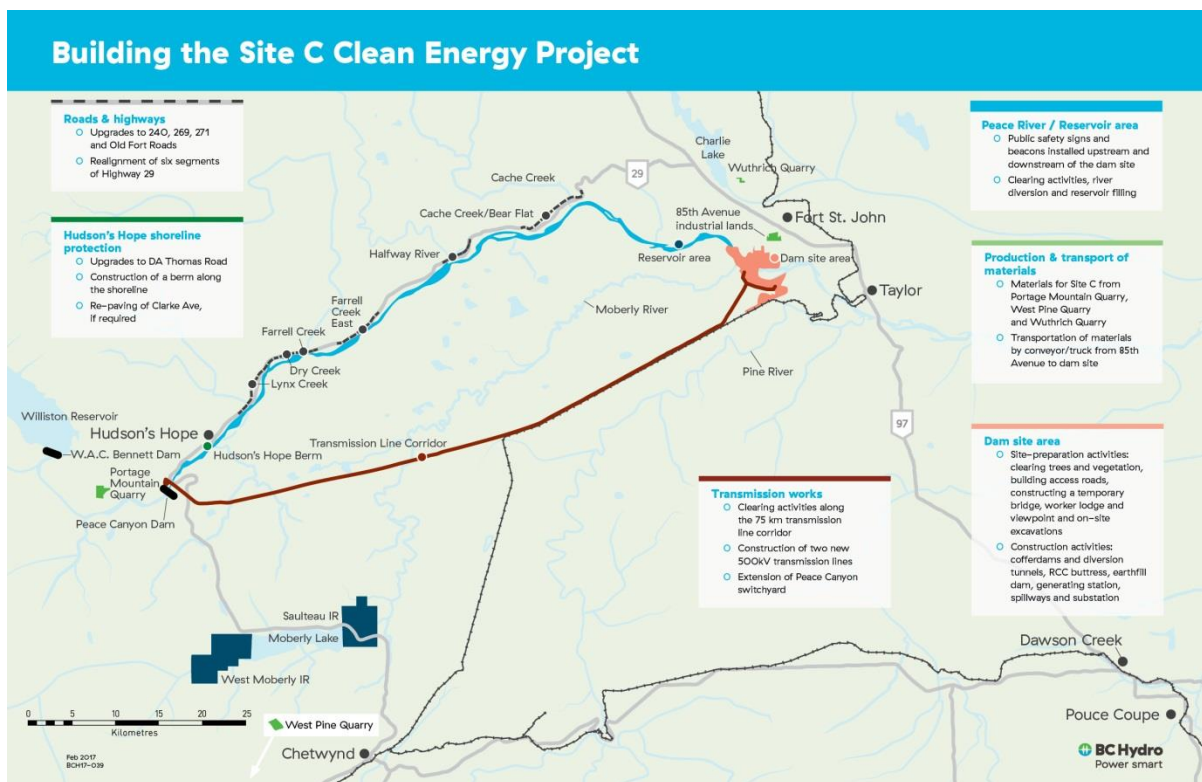 Building the Site C Clean Energy Project
Roads & highways
Upgrades to 240, 269, 271
and Old Fort Roads
Realignment of six segments
of Highway 29
Hudson's Hope shoreline
protection
Upgrades to DA Thomas Road
Construction of a berm along
the shoreline
Re-paving of Clarke Ave,
if required
Peace River / Reservoir area
Public safety signs and
beacons installed upstream and
downstream of the dam site
Clearing activities, river
diversion and reservoir filling
Production & transport of
materials
Materials for Site C from
Portage Mountain Quarry,
West Pine Quarry
and Wuthrich Quarry
Transportation of materials
by conveyor/truck from 85th
Avenue to dam site
Dam site area
Site-preparation activities:
clearing trees and vegetation,
building access roads,
constructing a temporary
bridge, worker lodge and
viewpoint and on-site
excavations
Construction activities:
cofferdams and diversion
tunnels, RCC buttress, earthfill
dam, generating station,
spillways and substation
Transmission works
Clearing activities along
the 75 km transmission
line corridor
Construction of two new
500kV transmission lines
Extension of Peace Canyon
switchyard
Charlie
Lake
Wuthrich Quarry
29
Cache Creek
Cache Creek/Bear Flat
85th Avenue
industrial lands
Fort St. John
Halfway River
Reservoir area
Dam site area
Taylor
Moberly River
Farrell
Creek
East
Farrell Creek
Dry Creek
Lynx Creek
Pine River
Williston Reservoir
Hudson's Hope
W.A.C. Bennett Dam
Hudson's Hope Berm
Transmission Line Corridor
97
Portage
Mountain
Quarry
Peace Canyon Dam
Saulteau IR
Moberly Lake
West Moberly IR
Dawson Creek
Pouce Coupe
West Pine Quarry
Chetwynd
0 5 10 15 20 25
Kilometres
Feb 2017
BCH17-039
BC Hydro
Power smart